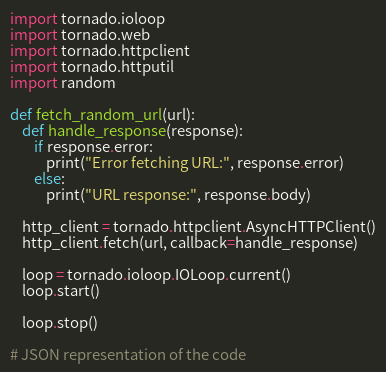 import tornado.ioloop
import tornado.web
import tornado.httpclient
import tornado.httputil
import random

def fetch_random_url(url):
    def handle_response(response):
        if response.error:
            print("Error fetching URL:", response.error)
        else:
            print("URL response:", response.body)

    http_client = tornado.httpclient.AsyncHTTPClient()
    http_client.fetch(url, callback=handle_response)

    loop = tornado.ioloop.IOLoop.current()
    loop.start()

    loop.stop()

# JSON representation of the code